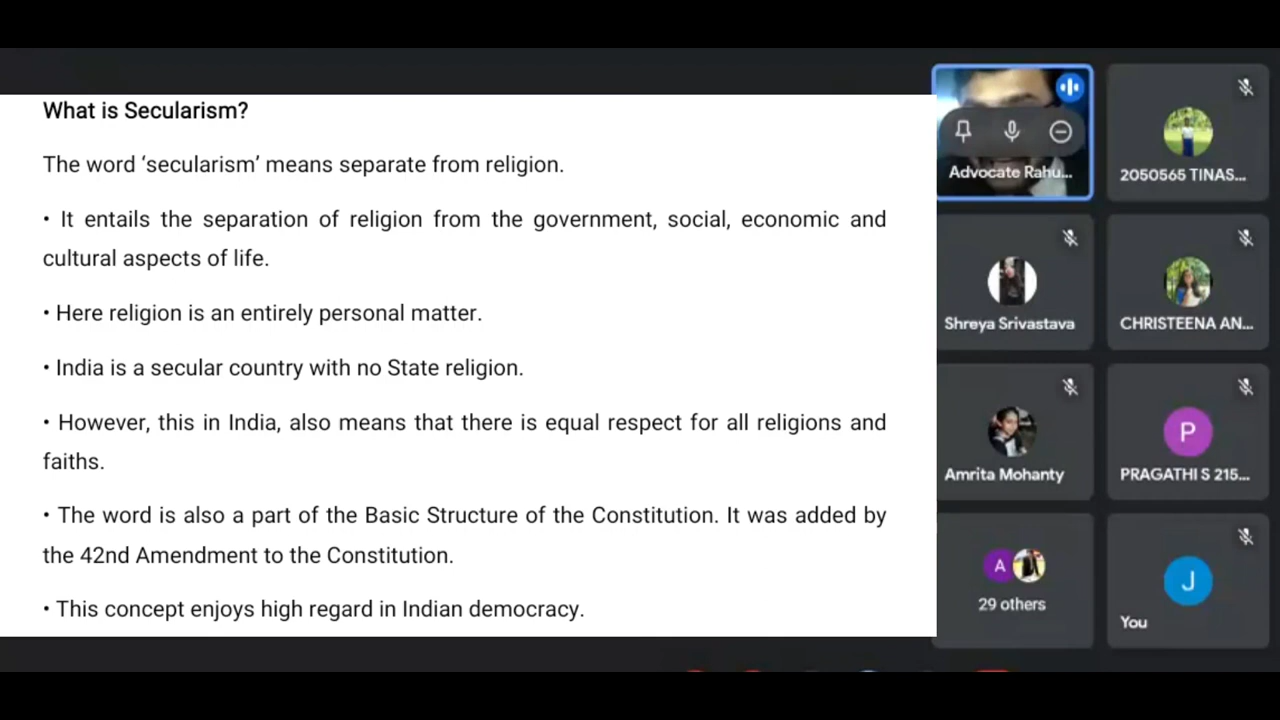 What is Secularism?
The word ‘secularism’ means separate from religion.
• It entails the separation of religion from the government, social, economic and
cultural aspects of life.
• Here religion is an entirely personal matter.
• India is a secular country with no State religion.
• However, this in India, also means that there is equal respect for all religions and
faiths.
• The word is also a part of the Basic Structure of the Constitution. It was added by
the 42nd Amendment to the Constitution.
• This concept enjoys high regard in Indian democracy.
Advocate Rahu...
2050565 TINAS...
Shreya Srivastava
CHRISTEENA AN...
Amrita Mohanty
P
PRAGATHI S 215...
A
29 others
J
You